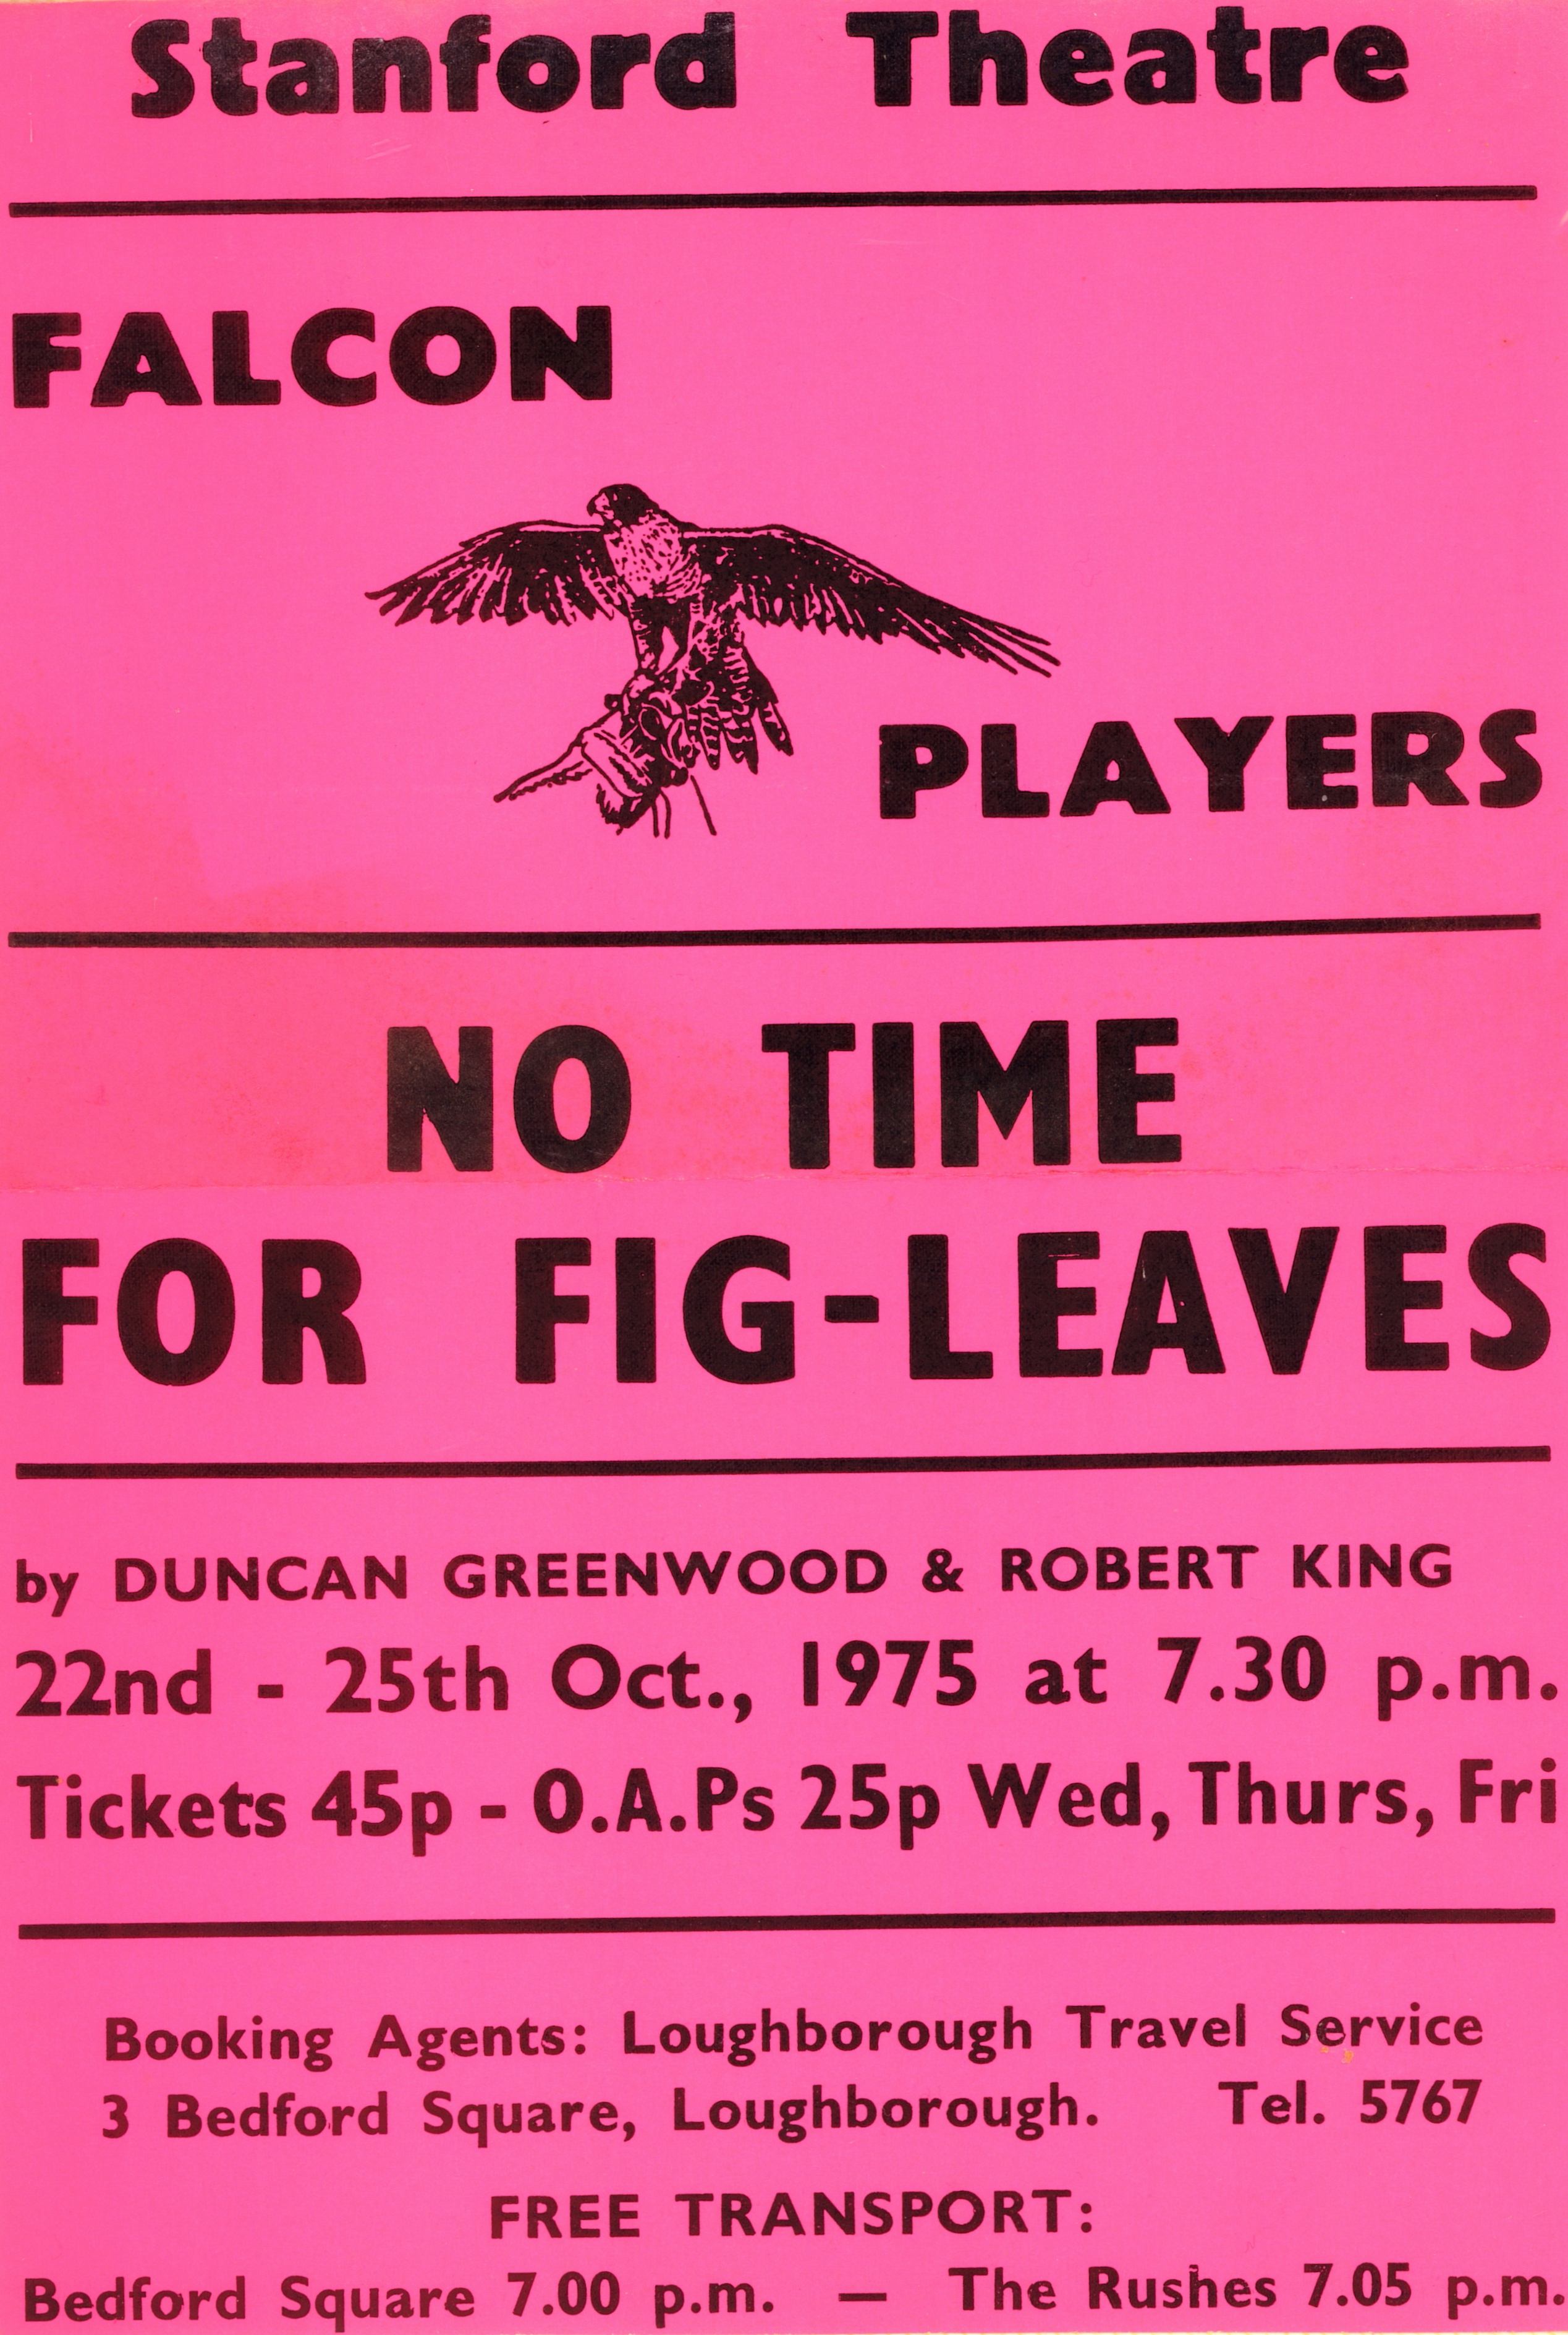 Stanford Theatre
FALCON
PLAYERS
NO TIME
FOR FIG-LEAVES
by DUNCAN GREENWOOD & ROBERT KING
22nd - 25th Oct., 1975 at 7.30 p.m.
Tickets 45p - O.A.Ps 25p Wed, Thurs, Fri
Booking Agents: Loughborough Travel Service
3 Bedford Square, Loughborough. Tel. 5767
FREE TRANSPORT:
Bedford Square 7.00 p.m. — The Rushes 7.05 p.m.